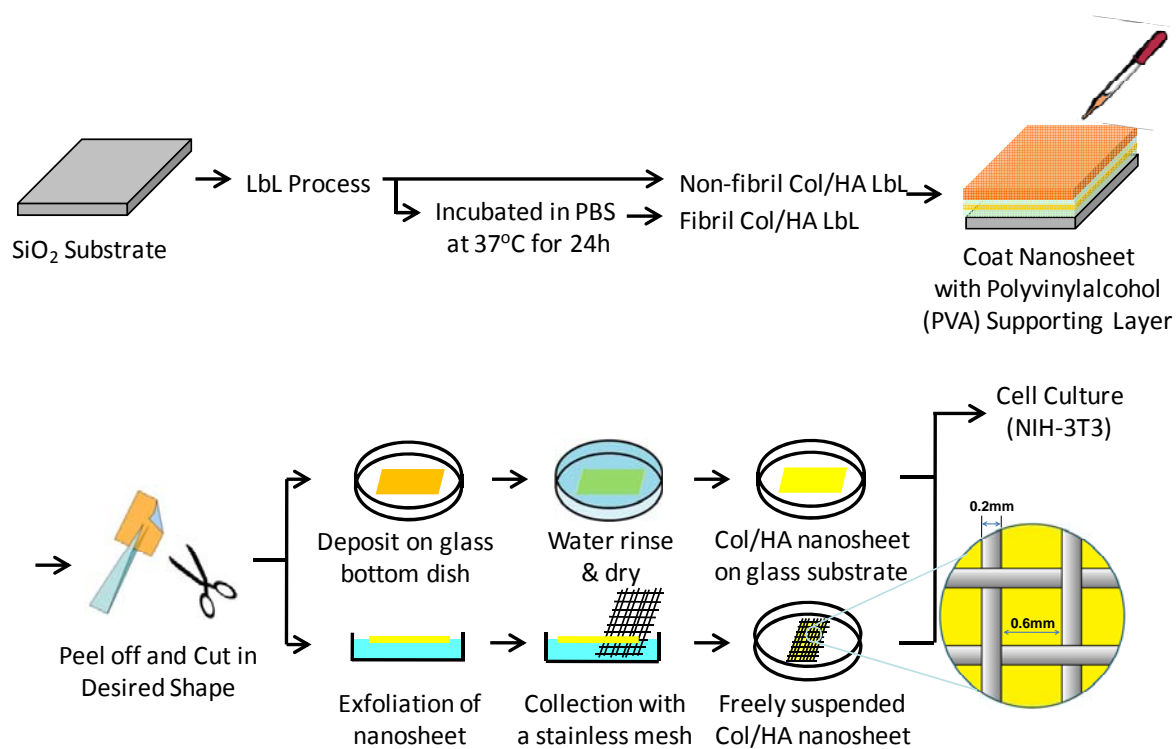 SiO2 Substrate
LbL Process
Non-fibril Col/HA LbL
Incubated in PBS
at 37°C for 24h
Fibril Col/HA LbL
Coat Nanosheet
with Polyvinylalcohol
(PVA) Supporting Layer
Peel off and Cut in
Desired Shape
Deposit on glass
bottom dish
Water rinse
& dry
Col/HA nanosheet
on glass substrate
Cell Culture
(NIH-3T3)
Exfoliation of
nanosheet
Collection with
a stainless mesh
Freely suspended
Col/HA nanosheet
0.2mm
0.6mm